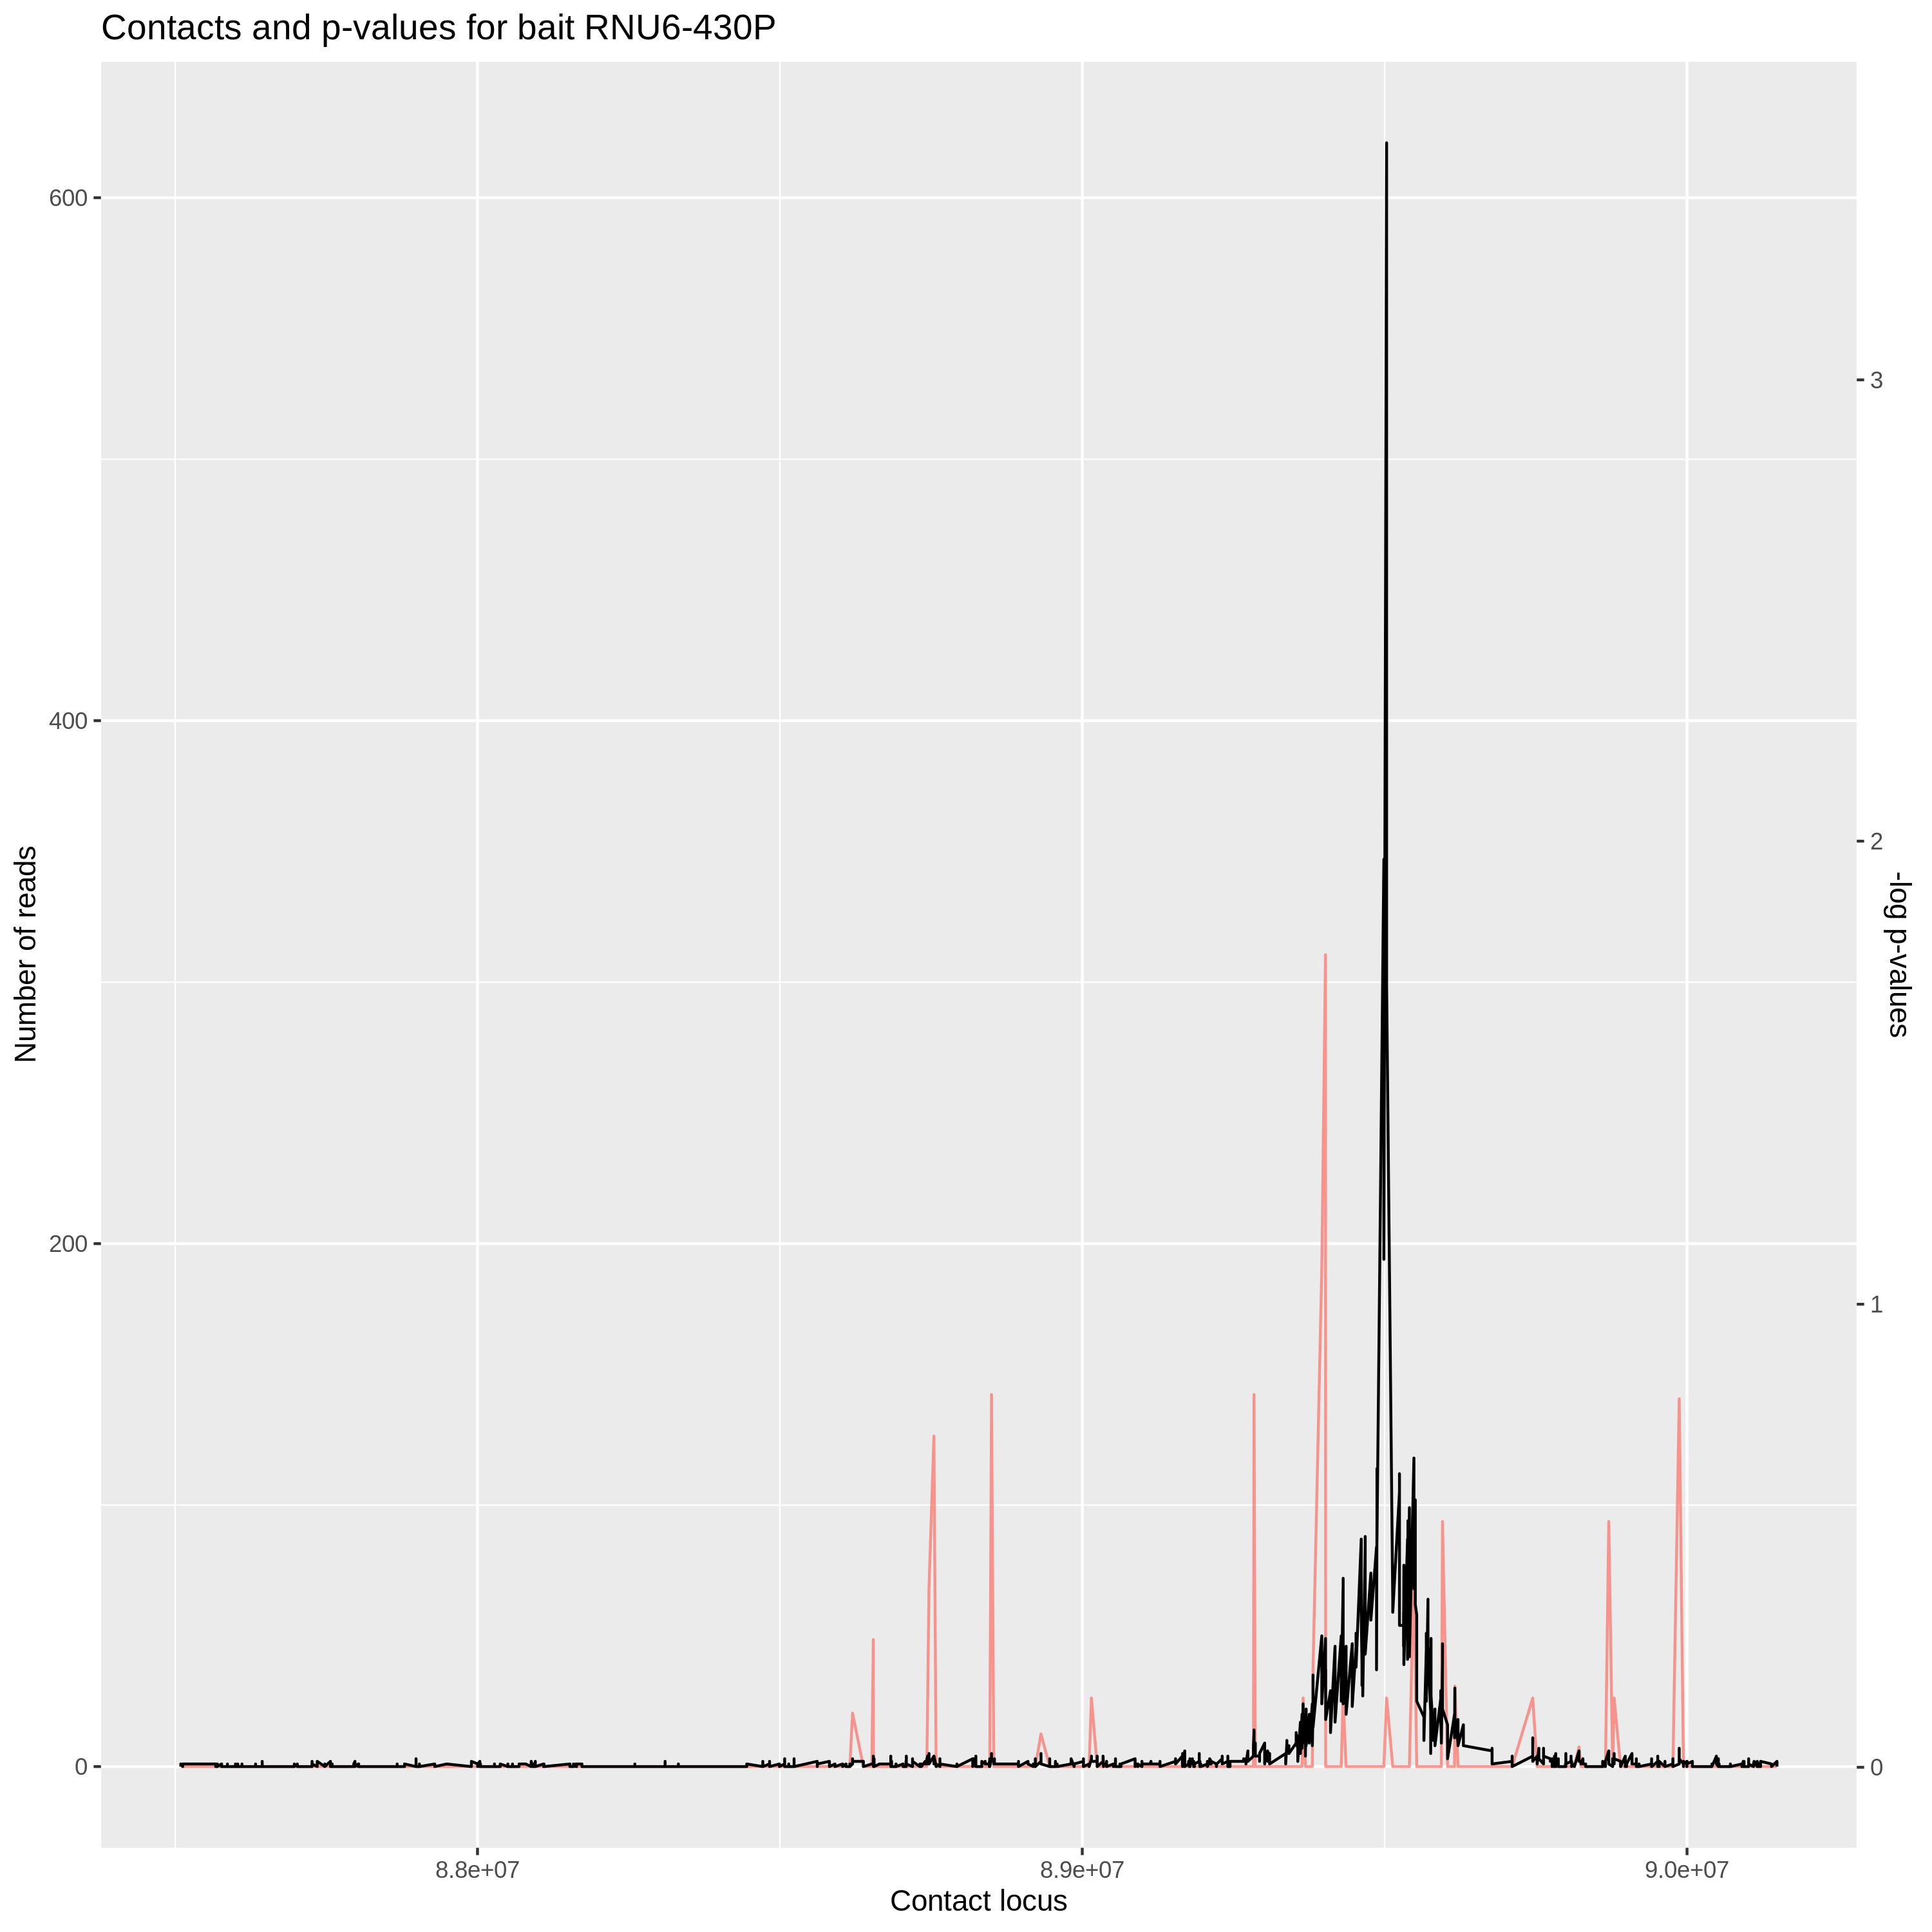 Contacts and p-values for bait RNU6-430P
600
400
200
0
Number of reads
3
2
1
0
-log p-values
8.8e+07
8.9e+07
9.0e+07
Contact locus